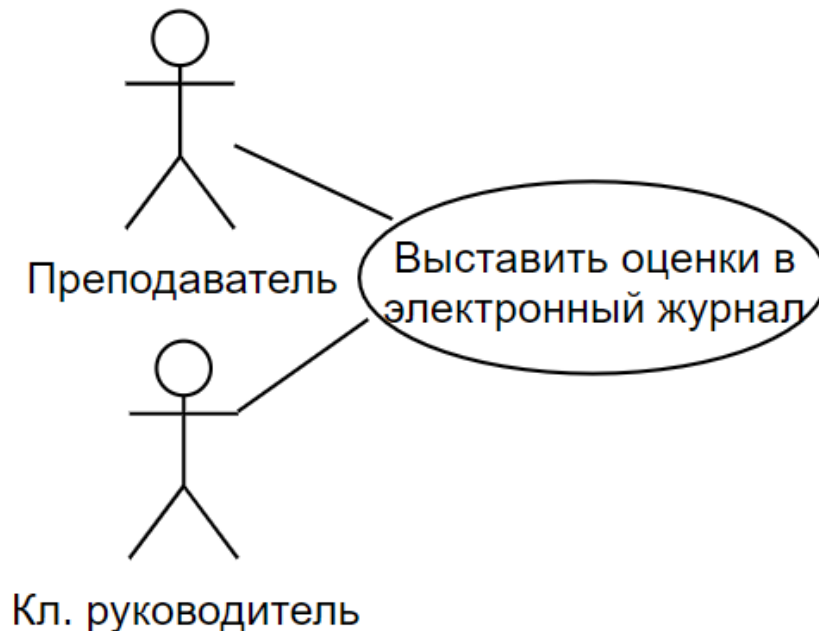 Преподаватель
Выставить оценки в
электронный журнал
Кл. руководитель